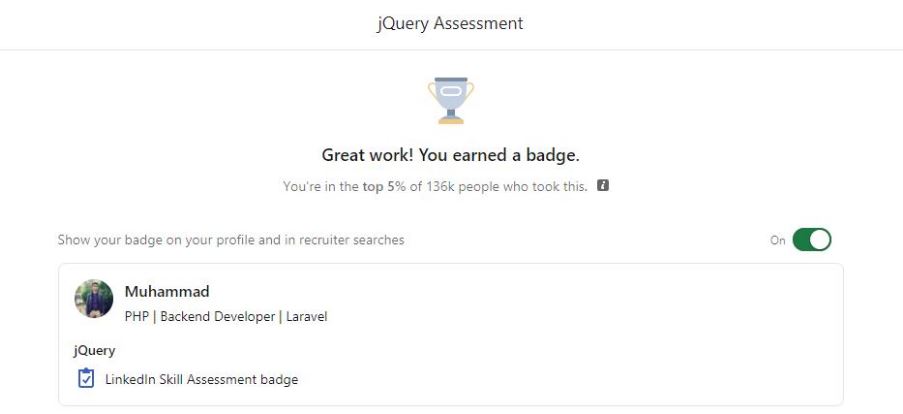 jQuery Assessment
Great work! You earned a badge.
You're in the top 5% of 136k people who took this. i
Show your badge on your profile and in recruiter searches
On
Muhammad
PHP | Backend Developer | Laravel
jQuery
LinkedIn Skill Assessment badge